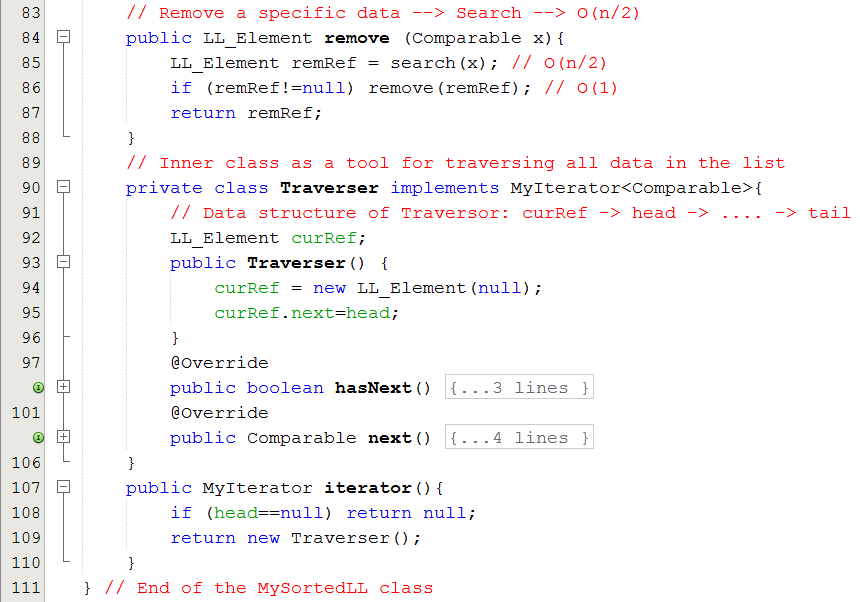 83 // Remove a specific data --> Search --> O(n/2)
84 public LL_Element remove (Comparable x){
85 LL_Element remRef = search(x); // O(n/2)
86 if (remRef!=null) remove(remRef); // O(1)
87 return remRef;
88 }
89 // Inner class as a tool for traversing all data in the list
90 private class Traverser implements MyIterator<Comparable>{
91 // Data structure of Traversor: curRef -> head -> .... -> tail
92 LL_Element curRef;
93 public Traverser() {
94 curRef = new LL_Element(null);
95 curRef.next=head;
96 }
97 @Override
public boolean hasNext() {...3 lines }
101 @Override
public Comparable next() {...4 lines }
106 }
107 public MyIterator iterator(){
108 if (head==null) return null;
109 return new Traverser();
110 }
111 } // End of the MySortedLL class